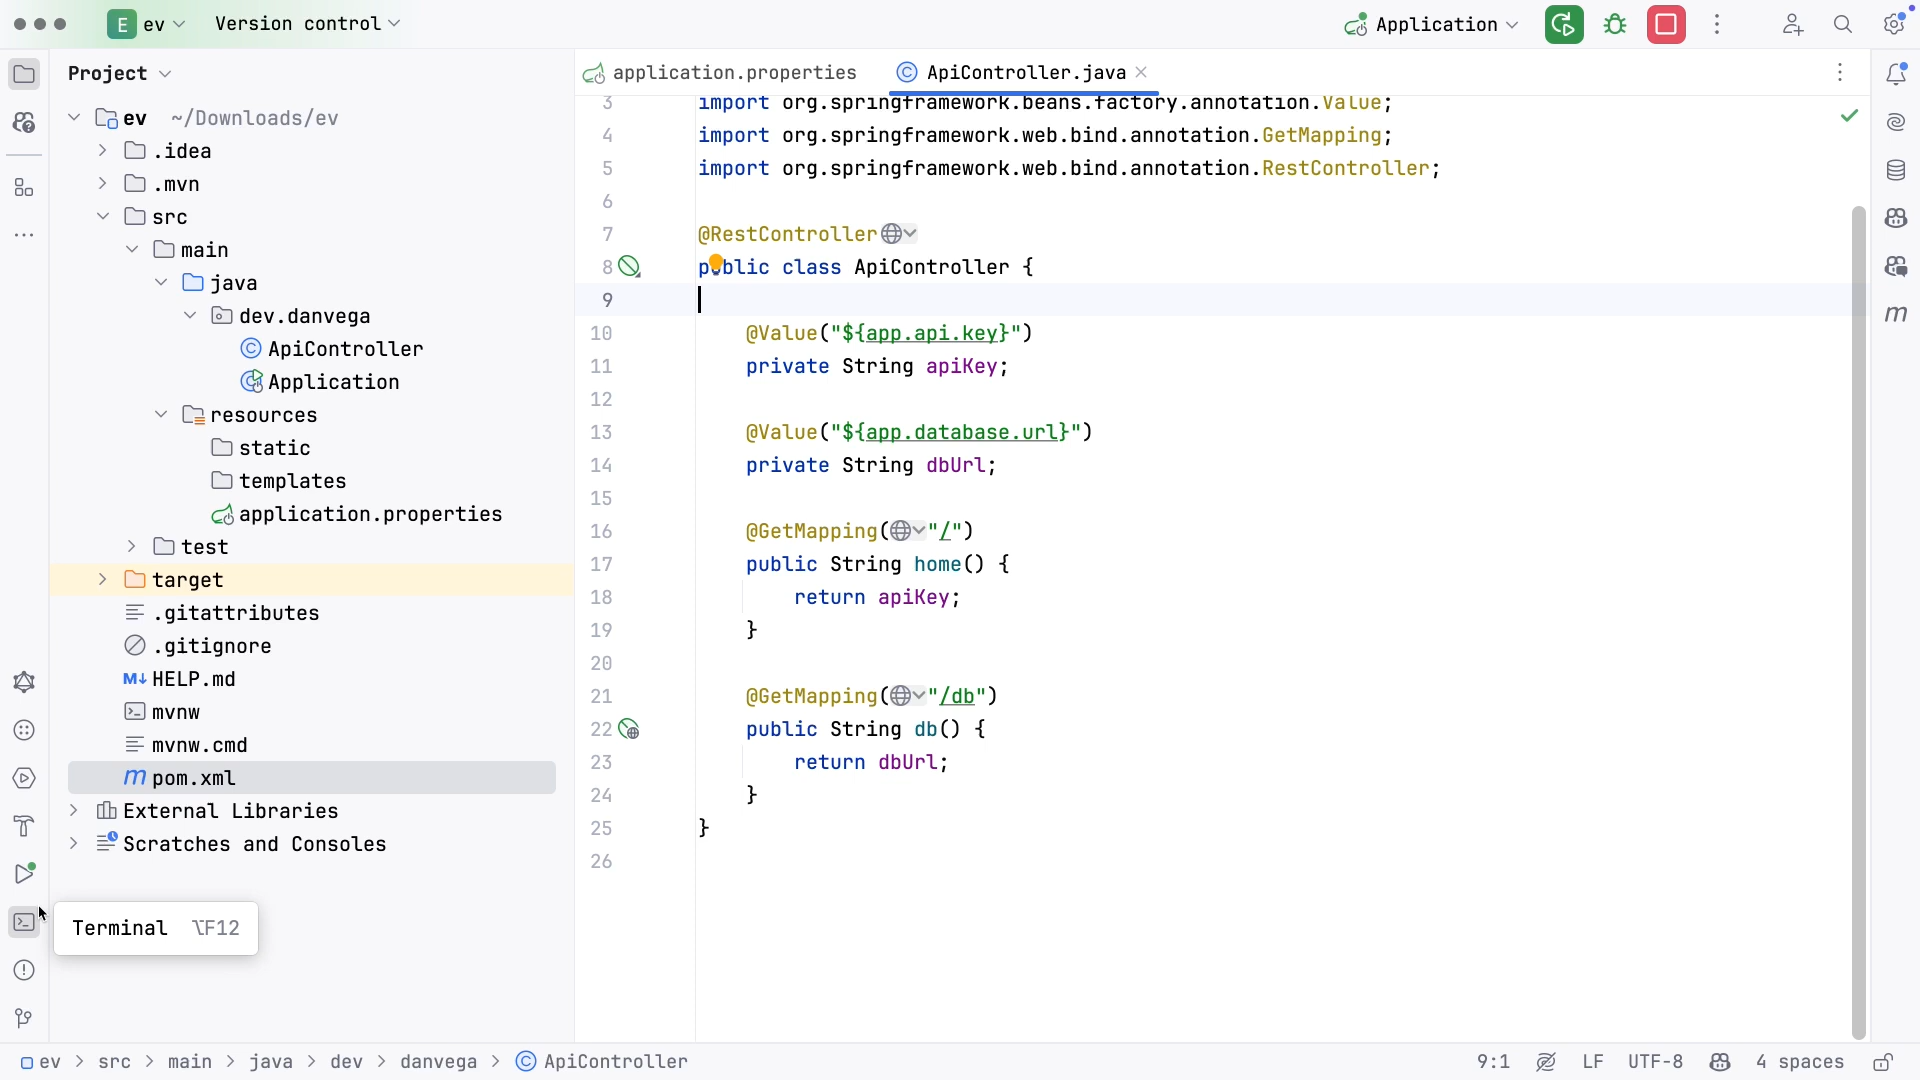 E ev Version control Application
Project
ev ~/Downloads/ev
.idea
.mvn
src
main
java
dev.danvega
ApiController
Application
resources
static
templates
application.properties
test
target
.gitattributes
.gitignore
M↓ HELP.md
mvnw
mvnw.cmd
m pom.xml
External Libraries
Scratches and Consoles
Terminal ⌥F12
application.properties ApiController.java
3 import org.springframework.beans.factory.annotation.Value;
4 import org.springframework.web.bind.annotation.GetMapping;
5 import org.springframework.web.bind.annotation.RestController;
6
7 @RestController
8 public class ApiController {
9
10 @Value("${app.api.key}")
11 private String apiKey;
12
13 @Value("${app.database.url}")
14 private String dbUrl;
15
16 @GetMapping("/")
17 public String home() {
18 return apiKey;
19 }
20
21 @GetMapping("/db")
22 public String db() {
23 return dbUrl;
24 }
25 }
26
m
ev > src > main > java > dev > danvega > ApiController 9:1 LF UTF-8 4 spaces